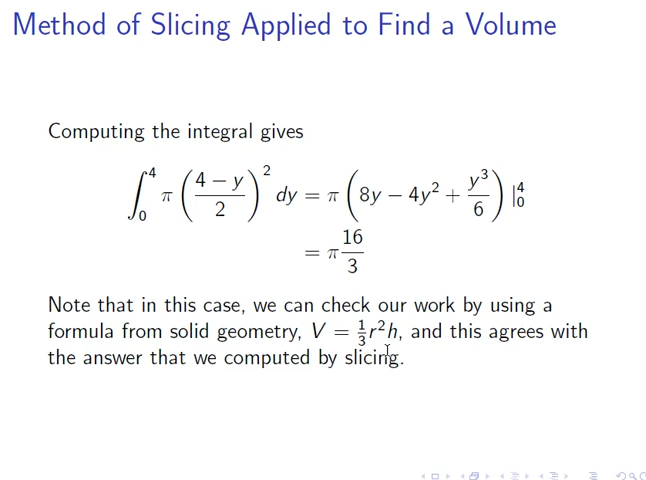 Method of Slicing Applied to Find a Volume
Computing the integral gives
∫₀⁴ π ((4 − y)/2)² dy = π (8y − 4y² + y³/6) |₀⁴
= π 16/3
Note that in this case, we can check our work by using a
formula from solid geometry, V = 1/3 r²h, and this agrees with
the answer that we computed by slicing.